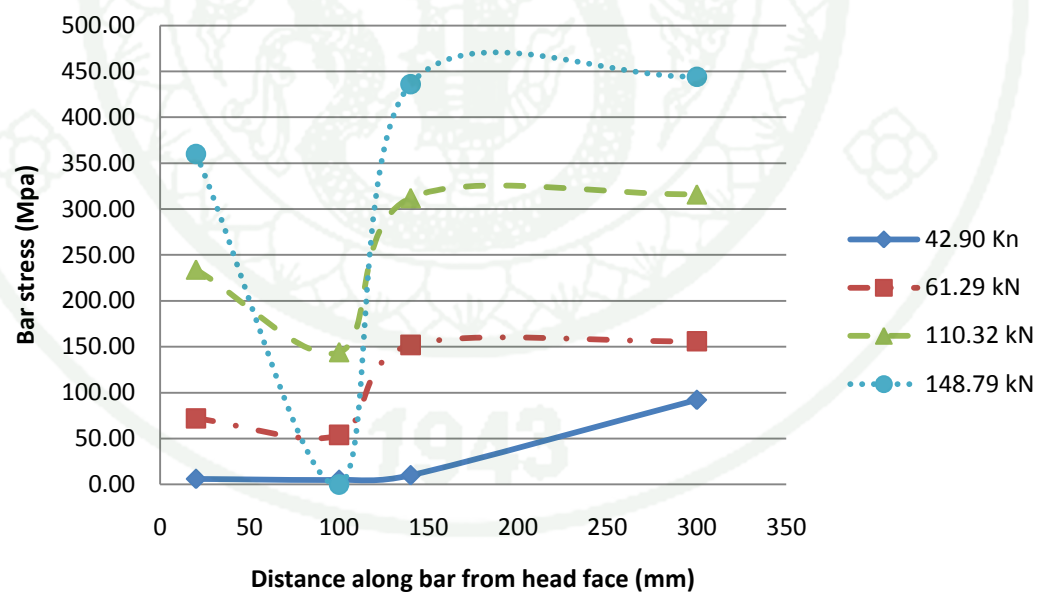 500.00
450.00
400.00
350.00
300.00
250.00
200.00
150.00
100.00
50.00
0.00
0 50 100 150 200 250 300 350
Bar stress (Mpa)
Distance along bar from head face (mm)
42.90 Kn
61.29 kN
110.32 kN
148.79 kN
1943